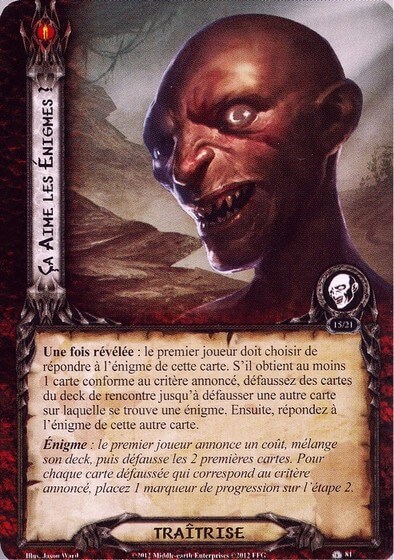 Ça Aime les Énigmes ?
15/21
Une fois révélée : le premier joueur doit choisir de
répondre à l'énigme de cette carte. S'il obtient au moins
1 carte conforme au critère annoncé, défaussez des cartes
du deck de rencontre jusqu'à défausser une autre carte
sur laquelle se trouve une énigme. Ensuite, répondez à
l'énigme de cette autre carte.
Énigme : le premier joueur annonce un coût, mélange
son deck, puis défausse les 2 premières cartes. Pour
chaque carte défaussée qui correspond au critère
annoncé, placez 1 marqueur de progression sur l'étape 2.
TRAÎTRISE
Illus. Jason Ward ©2012 Middle-earth Enterprises ©2012 FFG 81